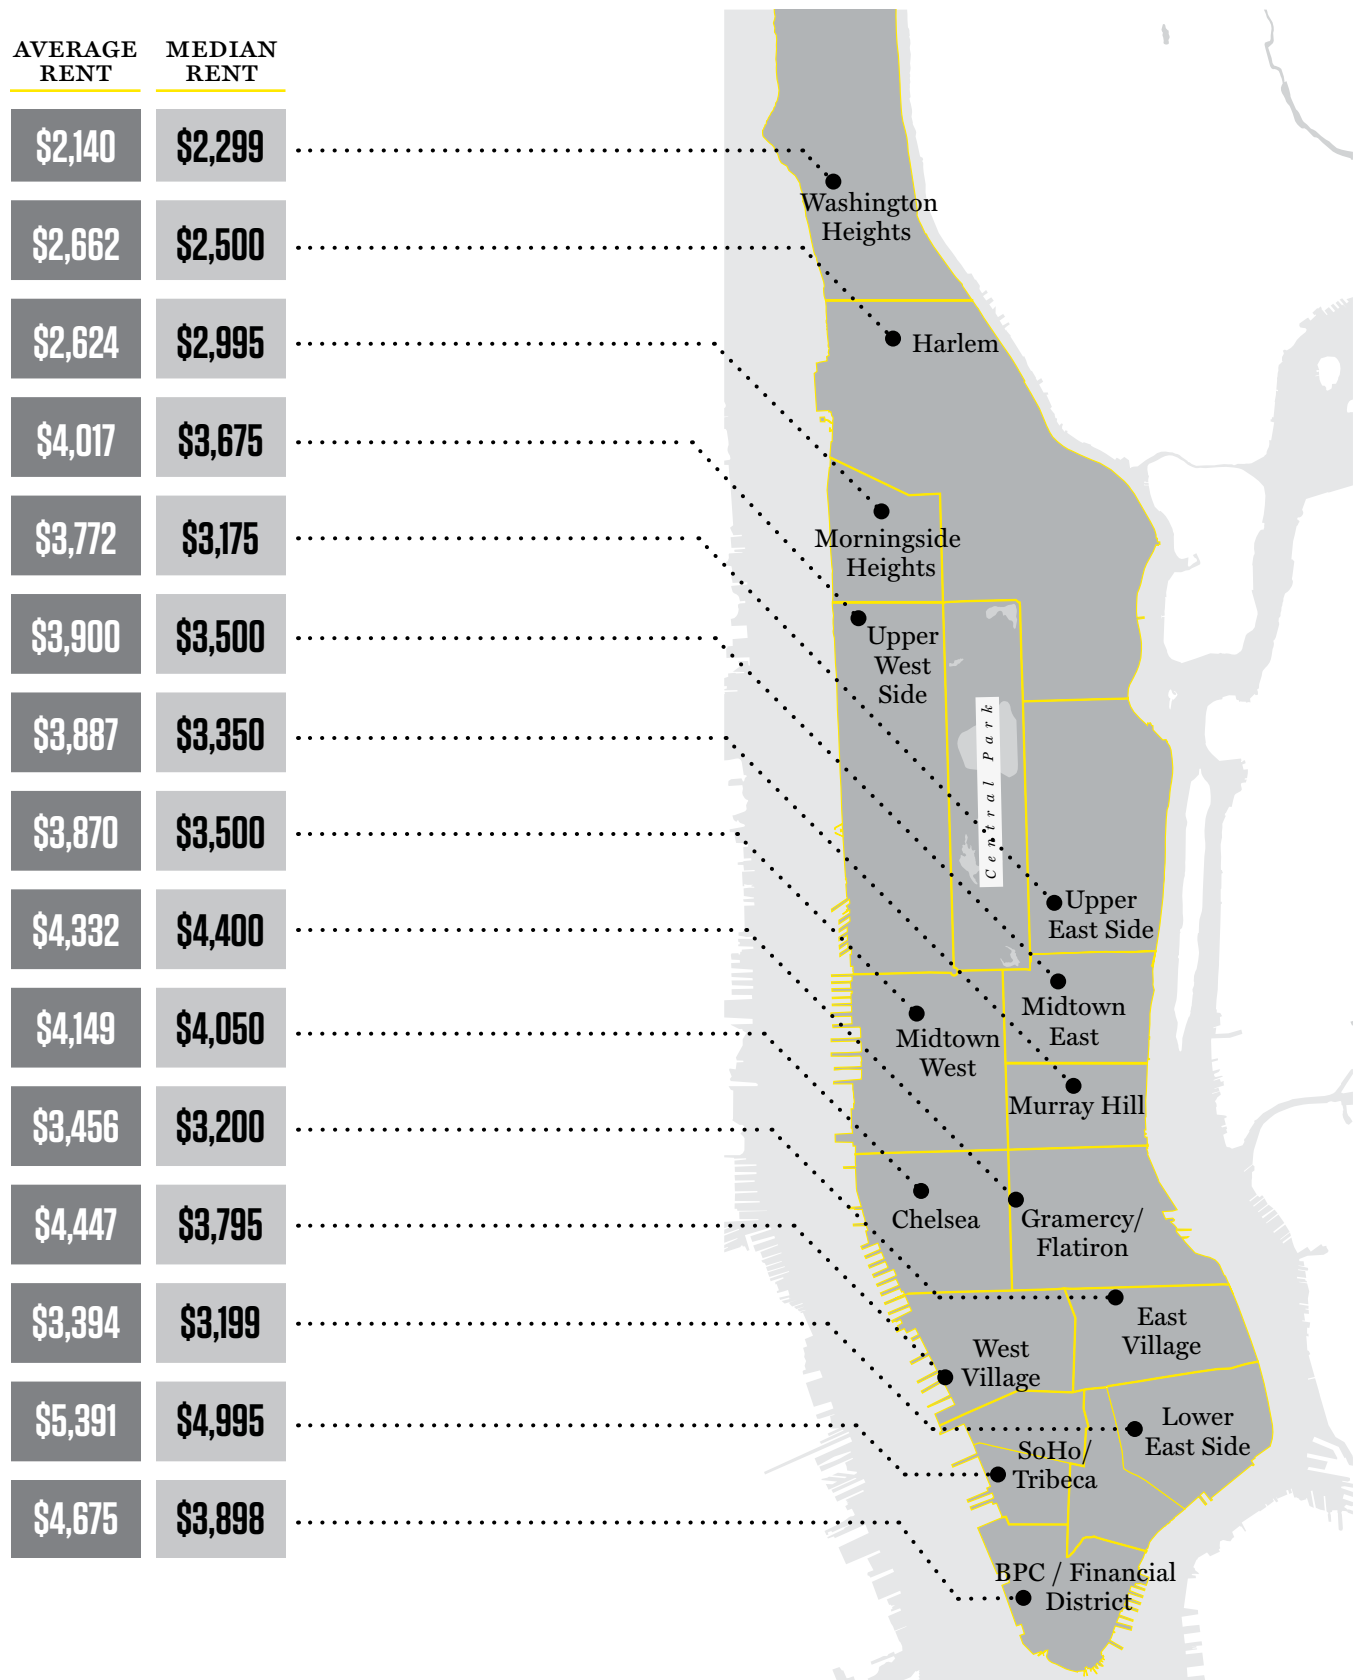 AVERAGE
RENT
MEDIAN
RENT
$2,140 $2,299
$2,662 $2,500
$2,624 $2,995
$4,017 $3,675
$3,772 $3,175
$3,900 $3,500
$3,887 $3,350
$3,870 $3,500
$4,332 $4,400
$4,149 $4,050
$3,456 $3,200
$4,447 $3,795
$3,394 $3,199
$5,391 $4,995
$4,675 $3,898
Washington
Heights
Harlem
Morningside
Heights
Upper
West
Side
Central Park
Upper
East Side
Midtown
East
Midtown
West
Murray Hill
Chelsea
Gramercy/
Flatiron
East
Village
West
Village
Lower
East Side
SoHo/
Tribeca
BPC / Financial
District